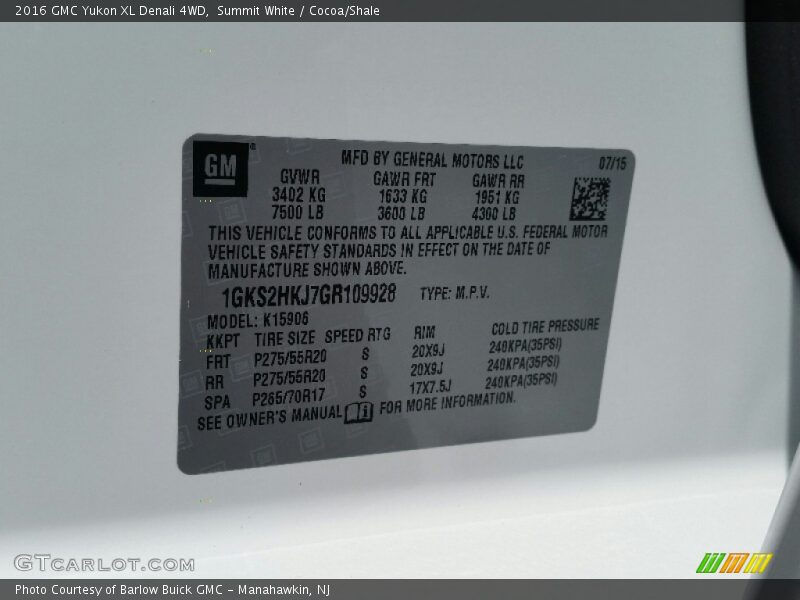 2016 GMC Yukon XL Denali 4WD, Summit White / Cocoa/Shale
GM®
MFD BY GENERAL MOTORS LLC 07/15
GVWR GAWR FRT GAWR RR
3402 KG 1633 KG 1951 KG
7500 LB 3600 LB 4300 LB
THIS VEHICLE CONFORMS TO ALL APPLICABLE U.S. FEDERAL MOTOR
VEHICLE SAFETY STANDARDS IN EFFECT ON THE DATE OF
MANUFACTURE SHOWN ABOVE.
1GKS2HKJ7GR109928 TYPE: M.P.V.
MODEL: K15906
KKPT TIRE SIZE SPEED RTG RIM COLD TIRE PRESSURE
FRT P275/55R20 S 20X9J 240KPA(35PSI)
RR P275/55R20 S 20X9J 240KPA(35PSI)
SPA P265/70R17 S 17X7.5J 240KPA(35PSI)
SEE OWNER'S MANUAL FOR MORE INFORMATION.
GTCARLOT.COM
Photo Courtesy of Barlow Buick GMC - Manahawkin, NJ